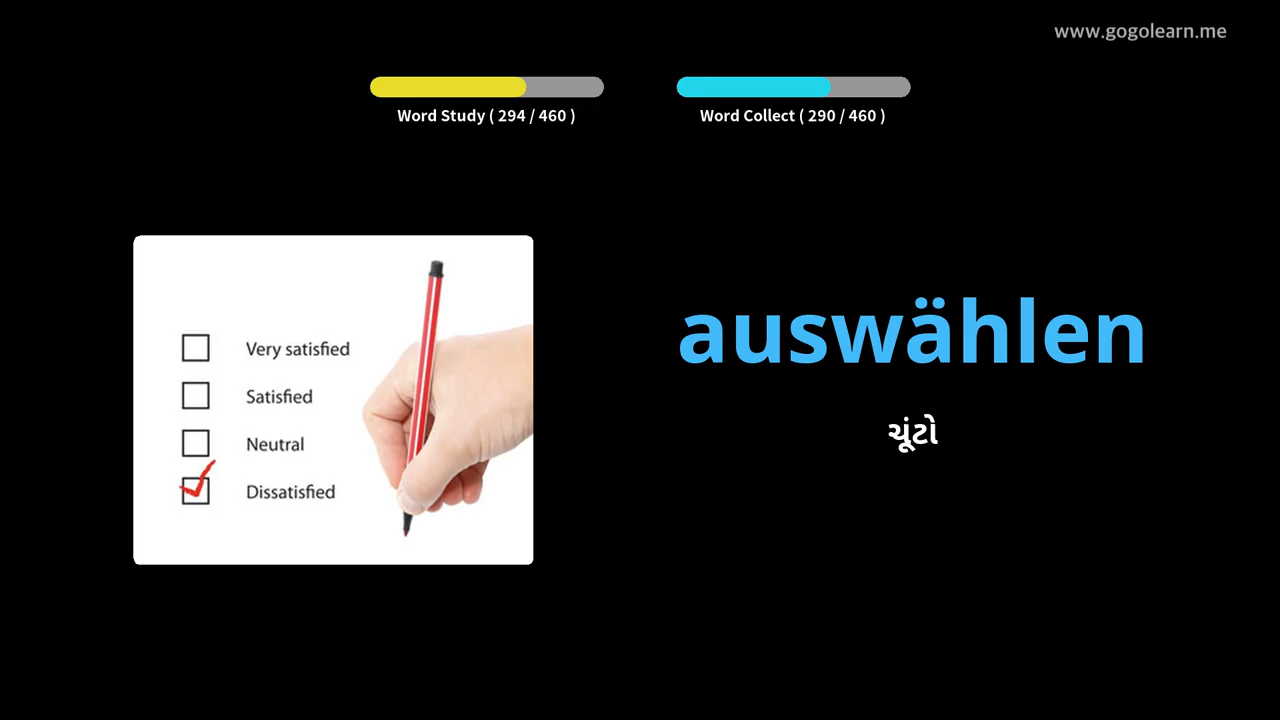 www.gogolearn.me
Word Study ( 294 / 460 )
Word Collect ( 290 / 460 )
Very satisfied
Satisfied
Neutral
Dissatisfied
auswählen
ચૂંટો